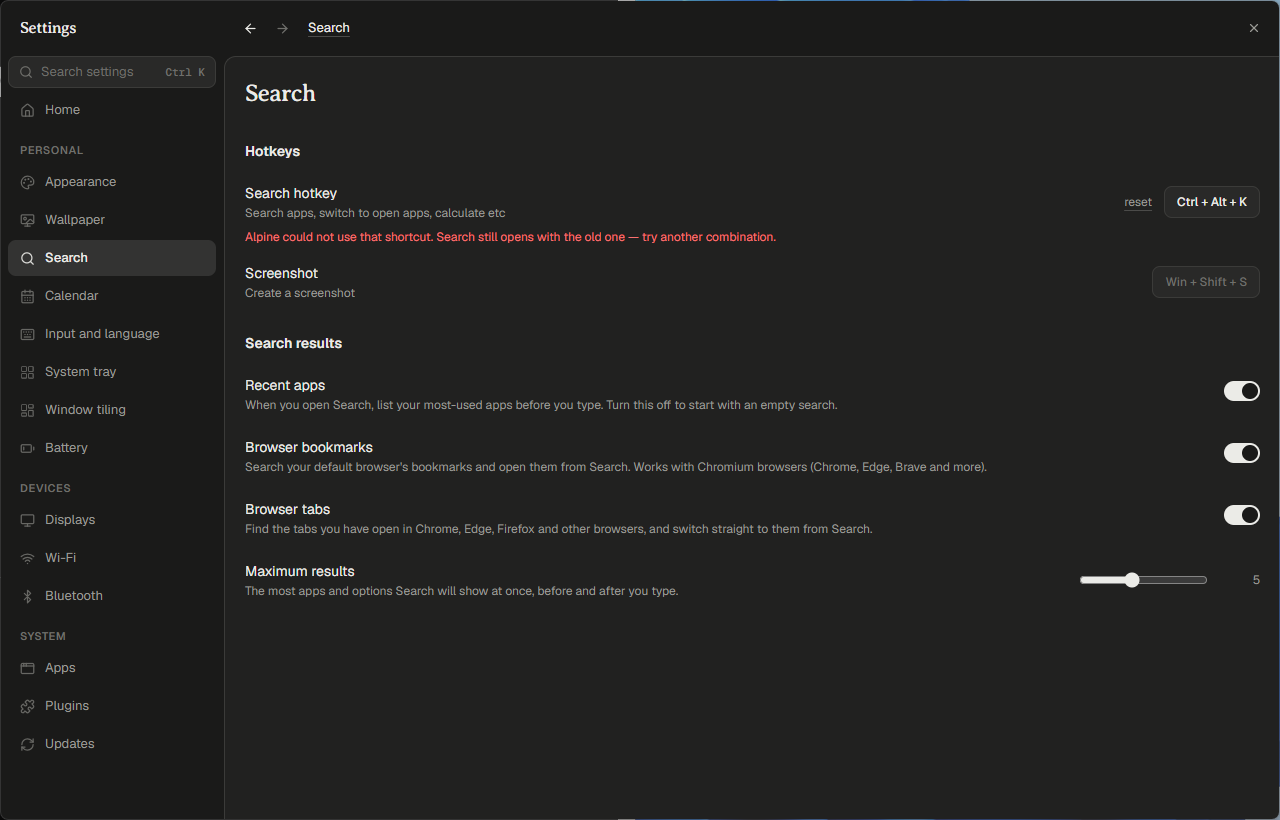 Settings
Search
Search settings
Ctrl K
Home
PERSONAL
Appearance
Wallpaper
Search
Calendar
Input and language
System tray
Window tiling
Battery
DEVICES
Displays
Wi-Fi
Bluetooth
SYSTEM
Apps
Plugins
Updates
Search
Hotkeys
Search hotkey
Search apps, switch to open apps, calculate etc
reset
Ctrl + Alt + K
Alpine could not use that shortcut. Search still opens with the old one — try another combination.
Screenshot
Create a screenshot
Win + Shift + S
Search results
Recent apps
When you open Search, list your most-used apps before you type. Turn this off to start with an empty search.
Browser bookmarks
Search your default browser's bookmarks and open them from Search. Works with Chromium browsers (Chrome, Edge, Brave and more).
Browser tabs
Find the tabs you have open in Chrome, Edge, Firefox and other browsers, and switch straight to them from Search.
Maximum results
The most apps and options Search will show at once, before and after you type.
5